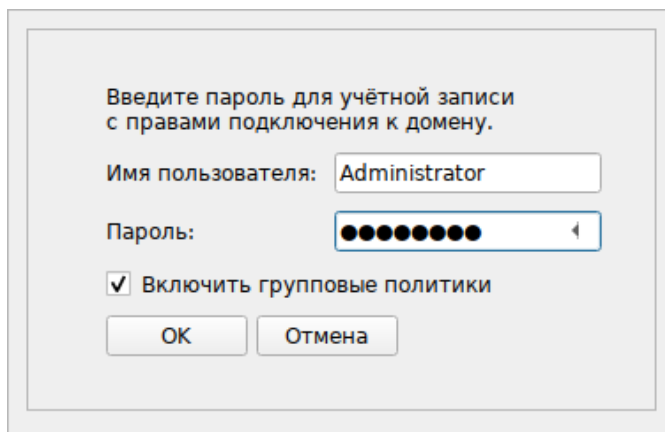 Введите пароль для учётной записи
с правами подключения к домену.
Имя пользователя: Administrator
Пароль: ●●●●●●●●
Включить групповые политики
OK Отмена